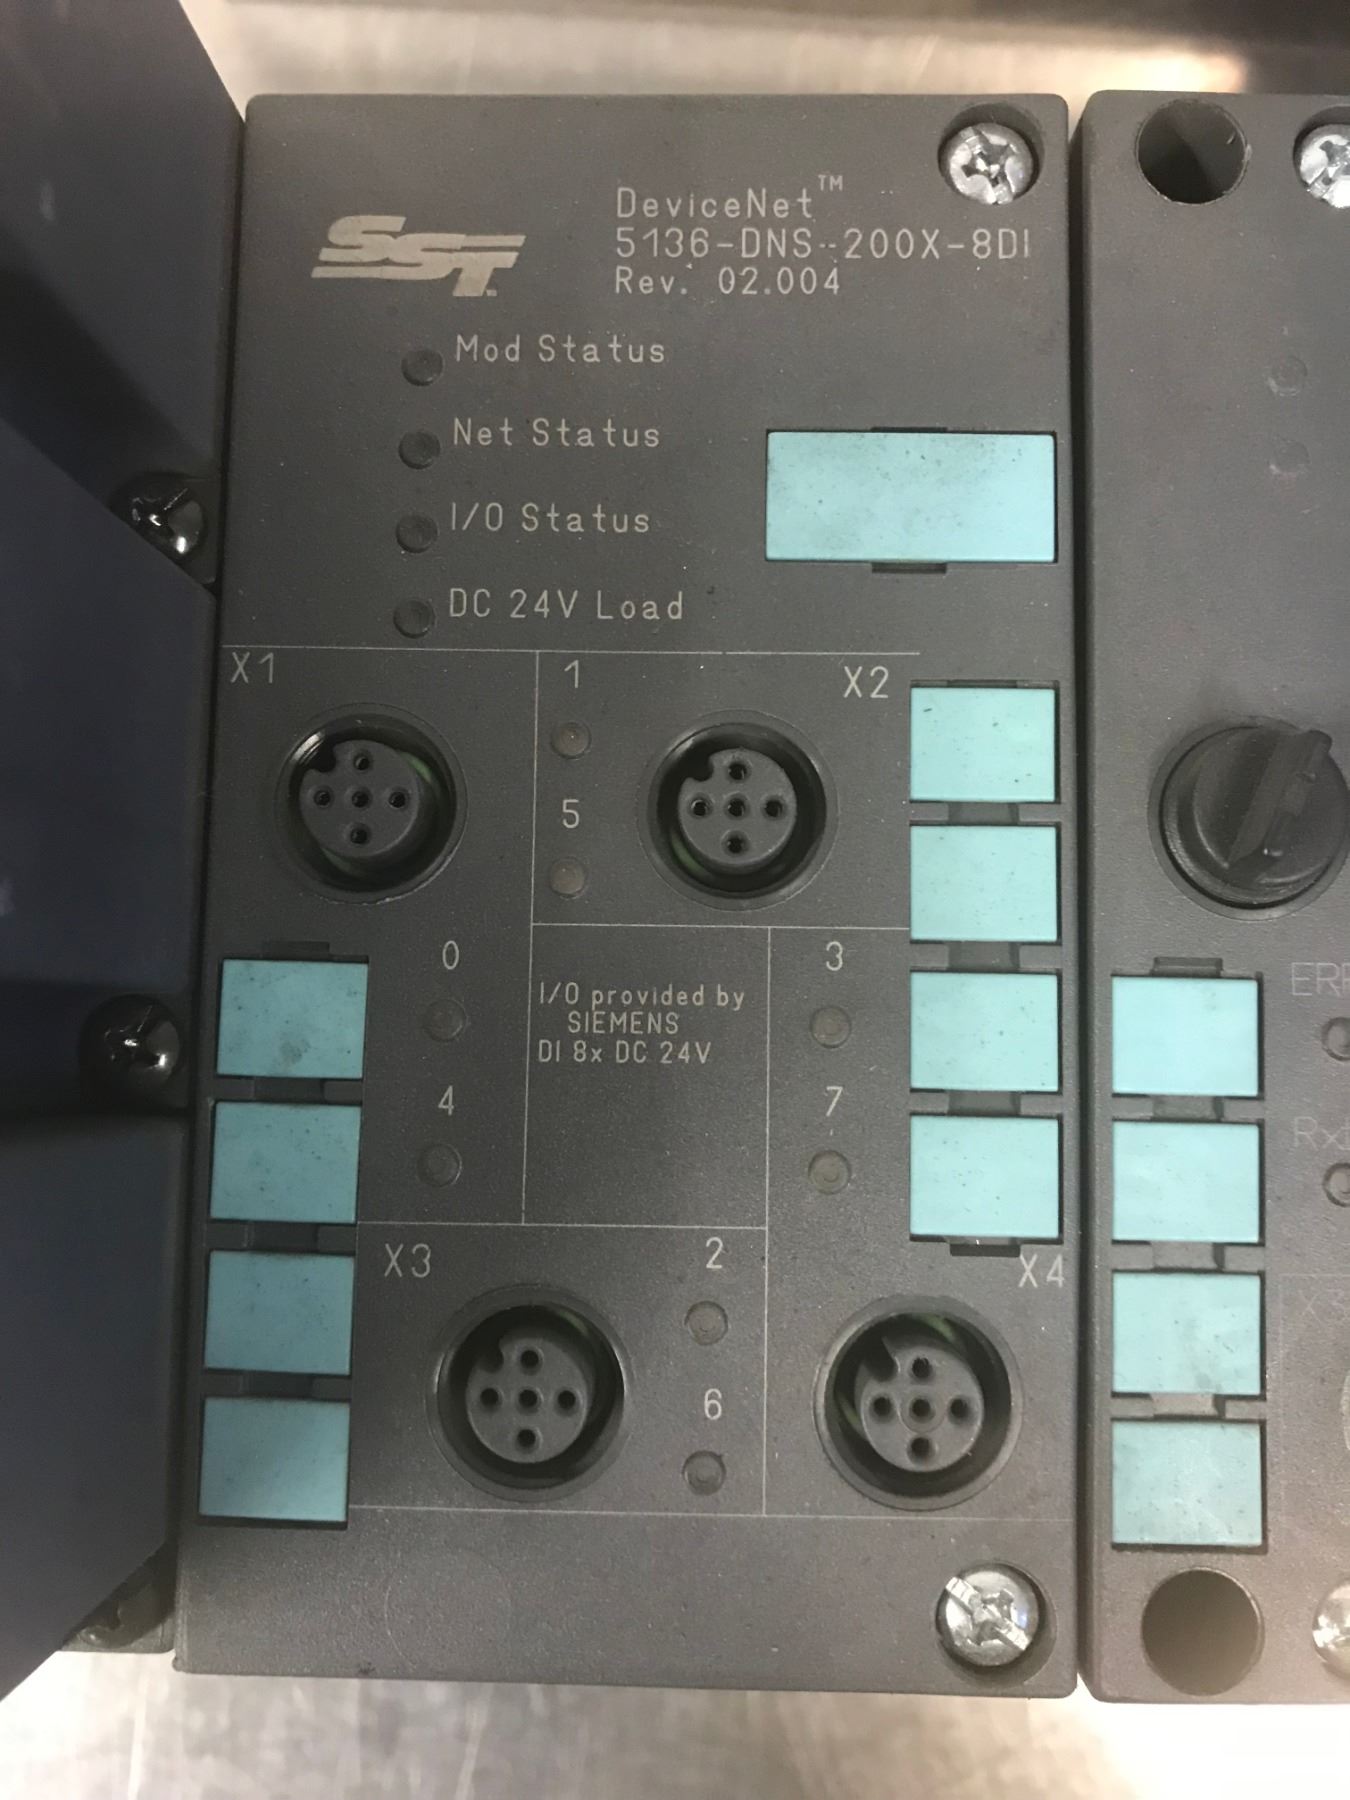 SST
DeviceNet™
5136-DNS-200X-8DI
Rev. 02.004
Mod Status
Net Status
I/O Status
DC 24V Load
X1
1
X2
5
0
I/O provided by
SIEMENS
DI 8x DC 24V
3
4
7
X3
2
X4
6